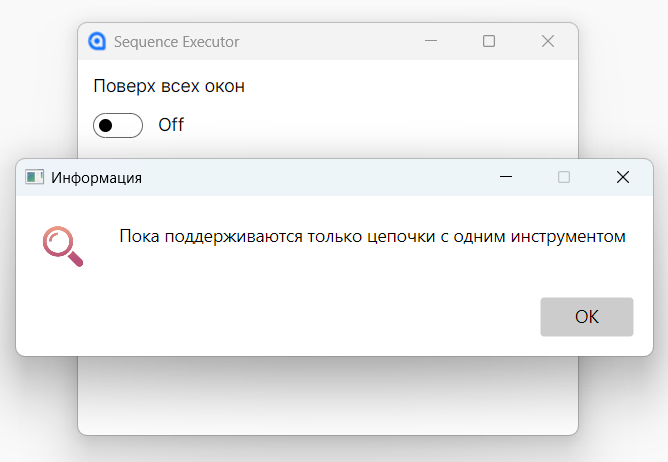 Sequence Executor
Поверх всех окон
Off
Информация
Пока поддерживаются только цепочки с одним инструментом
OK